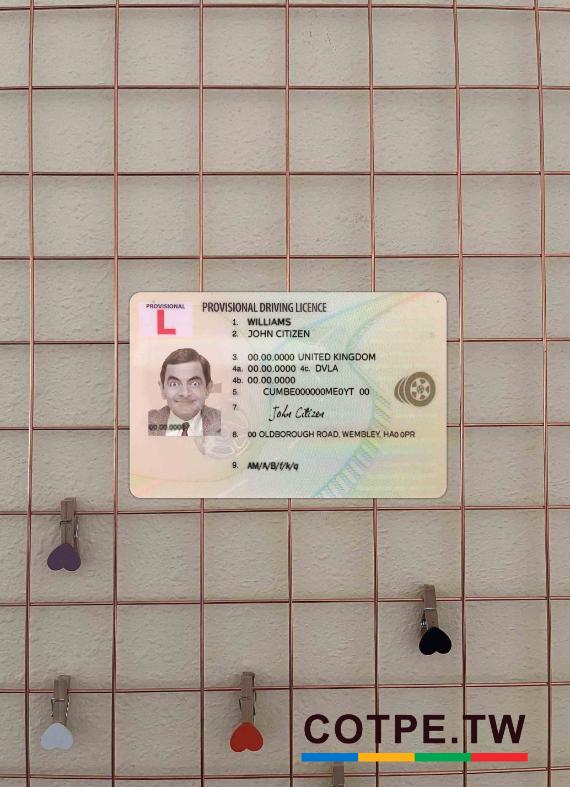 PROVISIONAL
L
PROVISIONAL DRIVING LICENCE
1. WILLIAMS
2. JOHN CITIZEN
3. 00.00.0000 UNITED KINGDOM
4a. 00.00.0000 4c. DVLA
4b. 00.00.0000
5. CUMBE000000ME0YT 00
7. John Citizen
00.00.0000
8. 00 OLDBOROUGH ROAD, WEMBLEY, HA0 0PR
9. AM/A/B/f/k/q
COTPE.TW